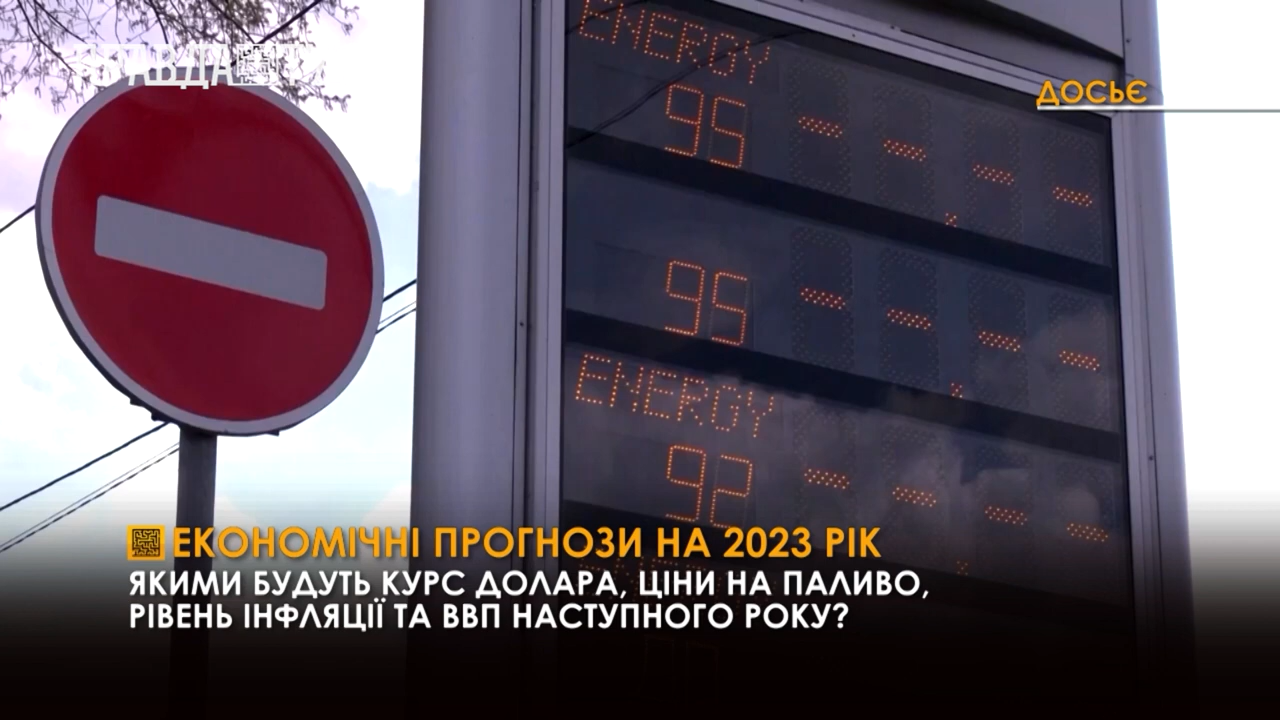 ПРАВДА
ДОСЬЄ
ENERGY
95 --.--
95 --.--
ENERGY
92 --.--
ЕКОНОМІЧНІ ПРОГНОЗИ НА 2023 РІК
ЯКИМИ БУДУТЬ КУРС ДОЛАРА, ЦІНИ НА ПАЛИВО,
РІВЕНЬ ІНФЛЯЦІЇ ТА ВВП НАСТУПНОГО РОКУ?